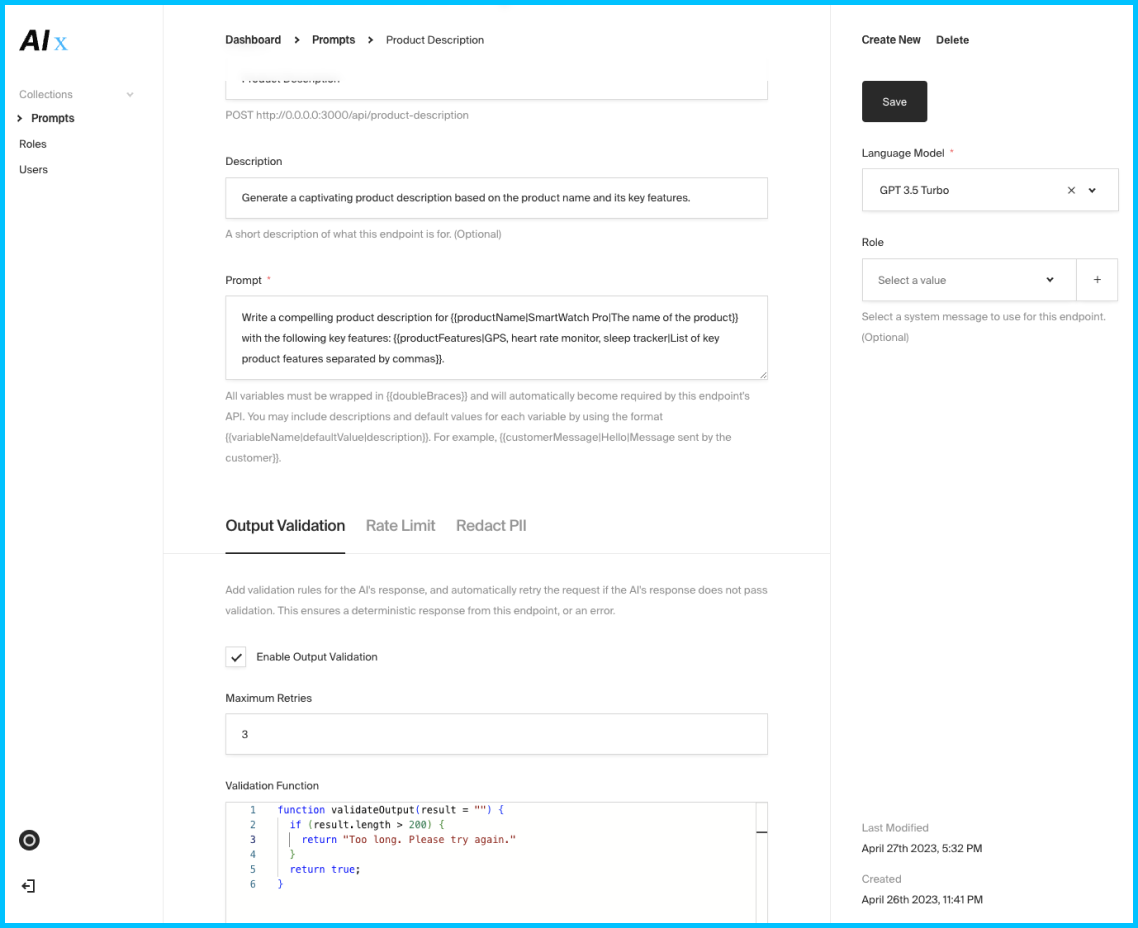 AI x
Collections
Prompts
Roles
Users
Dashboard > Prompts > Product Description
Product Description
POST http://0.0.0.0:3000/api/product-description
Description
Generate a captivating product description based on the product name and its key features.
A short description of what this endpoint is for. (Optional)
Prompt *
Write a compelling product description for {{productName|SmartWatch Pro|The name of the product}}
with the following key features: {{productFeatures|GPS, heart rate monitor, sleep tracker|List of key
product features separated by commas}}.
All variables must be wrapped in {{doubleBraces}} and will automatically become required by this endpoint's
API. You may include descriptions and default values for each variable by using the format
{{variableName|defaultValue|description}}. For example, {{customerMessage|Hello|Message sent by the
customer}}.
Output Validation Rate Limit Redact PII
Add validation rules for the AI's response, and automatically retry the request if the AI's response does not pass
validation. This ensures a deterministic response from this endpoint, or an error.
Enable Output Validation
Maximum Retries
3
Validation Function
1 function validateOutput(result = "") {
2 if (result.length > 200) {
3 return "Too long. Please try again."
4 }
5 return true;
6 }
Create New Delete
Save
Language Model *
GPT 3.5 Turbo
Role
Select a value
+
Select a system message to use for this endpoint.
(Optional)
Last Modified
April 27th 2023, 5:32 PM
Created
April 26th 2023, 11:41 PM